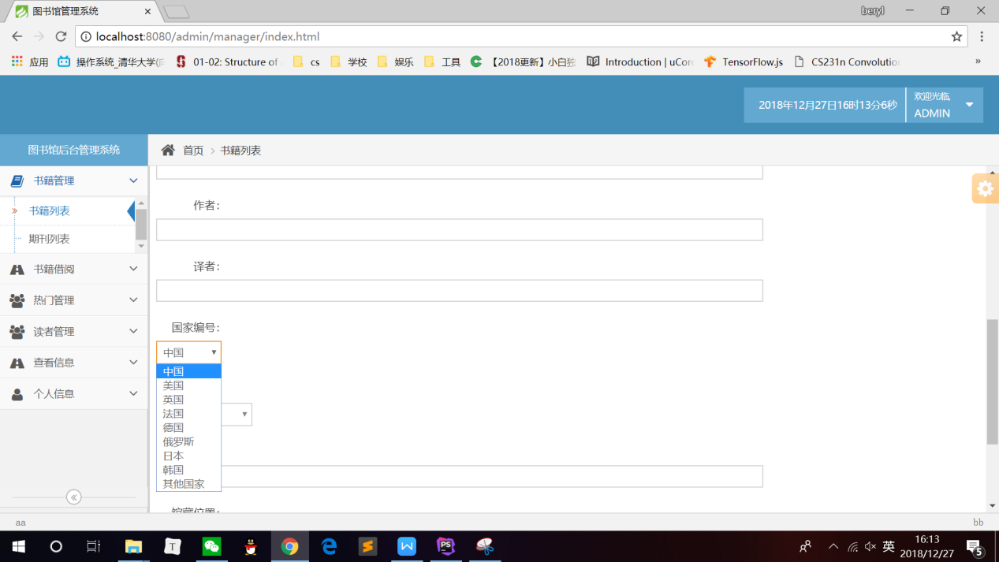 图书馆管理系统
beryl
localhost:8080/admin/manager/index.html
应用
操作系统_清华大学(
01-02: Structure of
cs
学校
娱乐
工具
【2018更新】小白独
Introduction | uCor
TensorFlow.js
CS231n Convolutio
»
2018年12月27日16时13分6秒
欢迎光临,
ADMIN
图书馆后台管理系统
首页
书籍列表
书籍管理
书籍列表
期刊列表
书籍借阅
热门管理
读者管理
查看信息
个人信息
作者:
译者:
国家编号:
中国
中国
美国
英国
法国
德国
俄罗斯
日本
韩国
其他国家
馆藏位置:
aa
bb
T
W
PS
英
16:13
2018/12/27
5